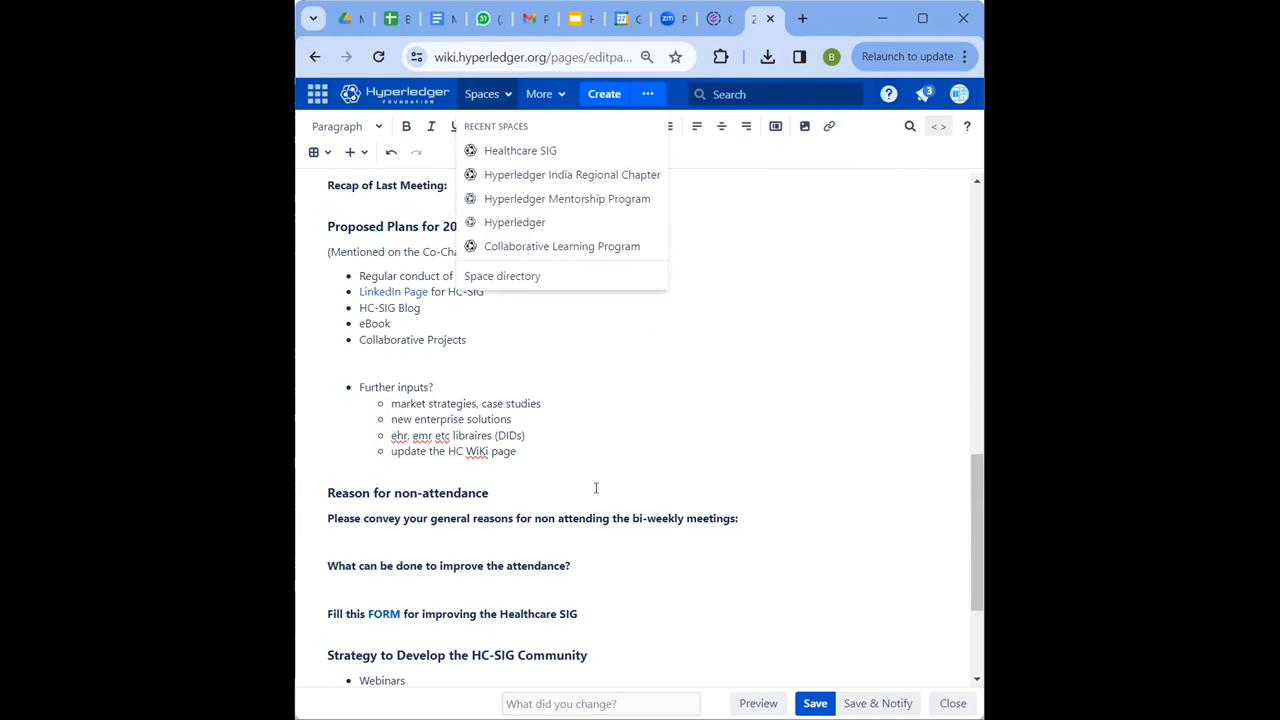 wiki.hyperledger.org/pages/editpa...
Relaunch to update
HYPERLEDGER
FOUNDATION
Spaces
More
Create
Search
3
B
Paragraph
B
I
U
RECENT SPACES
Healthcare SIG
Hyperledger India Regional Chapter
Hyperledger Mentorship Program
Hyperledger
Collaborative Learning Program
Space directory
Recap of Last Meeting:
Proposed Plans for 20
(Mentioned on the Co-Cha
Regular conduct of
LinkedIn Page for HC-SIG
HC-SIG Blog
eBook
Collaborative Projects
Further inputs?
market strategies, case studies
new enterprise solutions
ehr, emr etc libraires (DIDs)
update the HC WiKi page
Reason for non-attendance
Please convey your general reasons for non attending the bi-weekly meetings:
What can be done to improve the attendance?
Fill this FORM for improving the Healthcare SIG
Strategy to Develop the HC-SIG Community
Webinars
What did you change?
Preview
Save
Save & Notify
Close